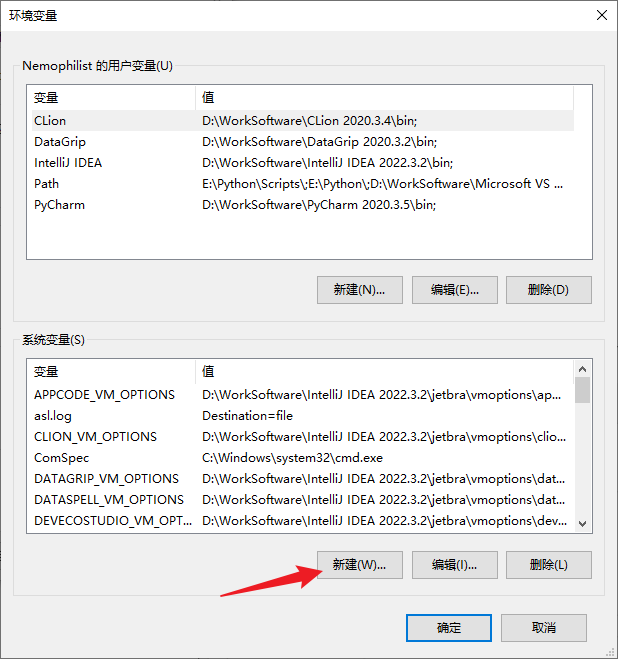 环境变量
Nemophilist 的用户变量(U)
变量 值
CLion D:\WorkSoftware\CLion 2020.3.4\bin;
DataGrip D:\WorkSoftware\DataGrip 2020.3.2\bin;
IntelliJ IDEA D:\WorkSoftware\IntelliJ IDEA 2022.3.2\bin;
Path E:\Python\Scripts\;E:\Python\;D:\WorkSoftware\Microsoft VS ...
PyCharm D:\WorkSoftware\PyCharm 2020.3.5\bin;
新建(N)... 编辑(E)... 删除(D)
系统变量(S)
变量 值
APPCODE_VM_OPTIONS D:\WorkSoftware\IntelliJ IDEA 2022.3.2\jetbra\vmoptions\ap...
asl.log Destination=file
CLION_VM_OPTIONS D:\WorkSoftware\IntelliJ IDEA 2022.3.2\jetbra\vmoptions\clio...
ComSpec C:\Windows\system32\cmd.exe
DATAGRIP_VM_OPTIONS D:\WorkSoftware\IntelliJ IDEA 2022.3.2\jetbra\vmoptions\dat...
DATASPELL_VM_OPTIONS D:\WorkSoftware\IntelliJ IDEA 2022.3.2\jetbra\vmoptions\dat...
DEVECOSTUDIO_VM_OPT... D:\WorkSoftware\IntelliJ IDEA 2022.3.2\jetbra\vmoptions\dev...
新建(W)... 编辑(I)... 删除(L)
确定 取消